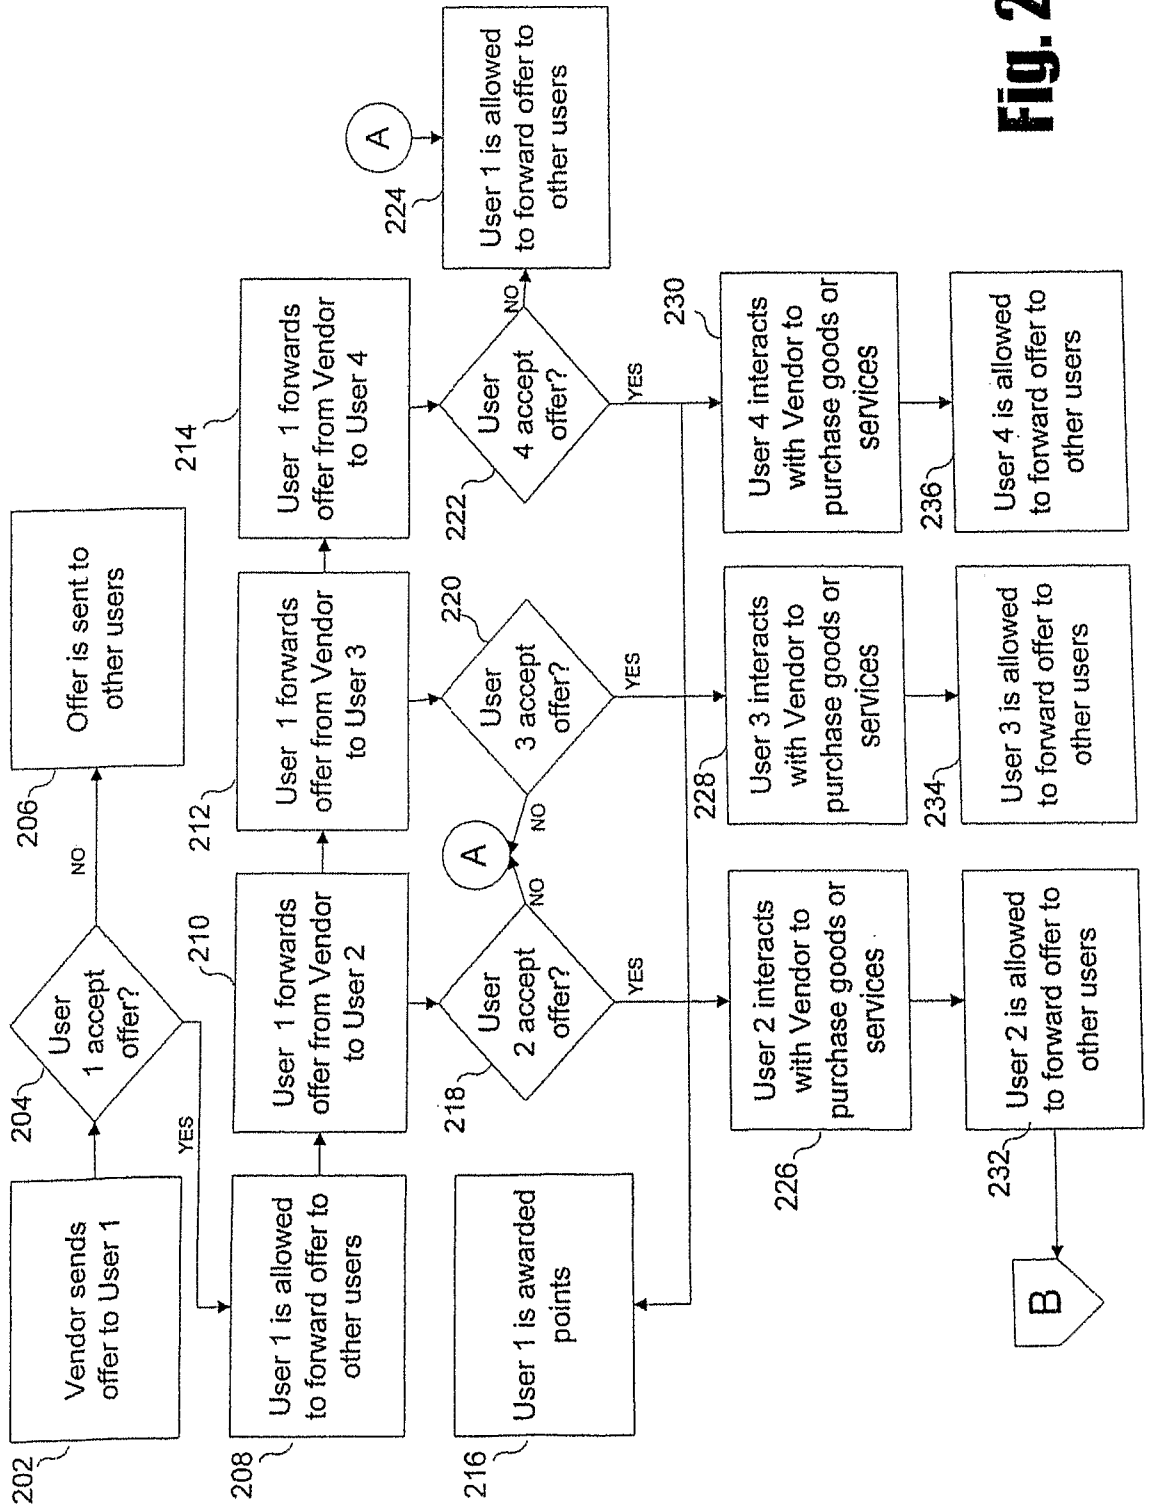 202
Vendor sends
offer to User 1
204
User
1 accept
offer?
NO
YES
206
Offer is sent to
other users
208
User 1 is allowed
to forward offer to
other users
210
User 1 forwards
offer from Vendor
to User 2
212
User 1 forwards
offer from Vendor
to User 3
214
User 1 forwards
offer from Vendor
to User 4
216
User 1 is awarded
points
218
User
2 accept
offer?
NO
YES
A
220
User
3 accept
offer?
NO
YES
222
User
4 accept
offer?
NO
YES
A
224
User 1 is allowed
to forward offer to
other users
226
User 2 interacts
with Vendor to
purchase goods or
services
228
User 3 interacts
with Vendor to
purchase goods or
services
230
User 4 interacts
with Vendor to
purchase goods or
services
232
User 2 is allowed
to forward offer to
other users
234
User 3 is allowed
to forward offer to
other users
236
User 4 is allowed
to forward offer to
other users
B
Fig. 2